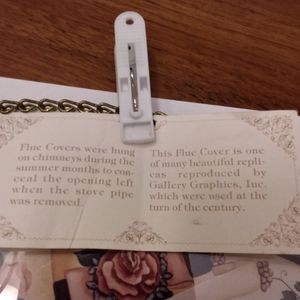 Flue Covers were hung
on chimneys during the
summer months to con-
ceal the opening left
when the stove pipe
was removed.
This Flue Cover is one
of many beautiful repli-
cas reproduced by
Gallery Graphics, Inc.
which were used at the
turn of the century.